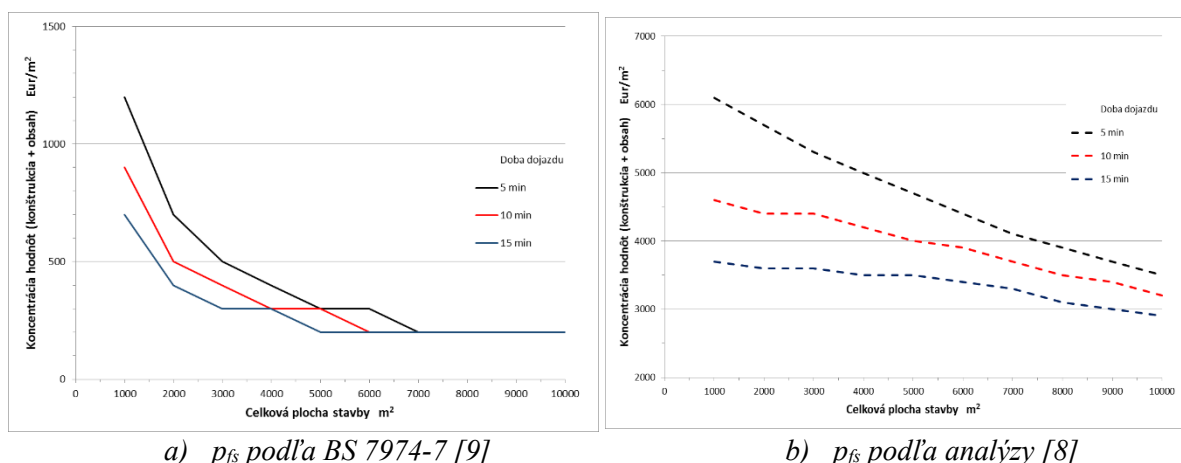 1500
1000
500
0
Koncentrácia hodnôt (konštrukcia + obsah) Eur/m²
Doba dojazdu
5 min
10 min
15 min
0 1000 2000 3000 4000 5000 6000 7000 8000 9000 10000
Celková plocha stavby m²
a) pfs podľa BS 7974-7 [9]
7000
6000
5000
4000
3000
2000
Koncentrácia hodnôt (konštrukcia + obsah) Eur/m²
Doba dojazdu
5 min
10 min
15 min
0 1000 2000 3000 4000 5000 6000 7000 8000 9000 10000
Celková plocha stavby m²
b) pfs podľa analýzy [8]